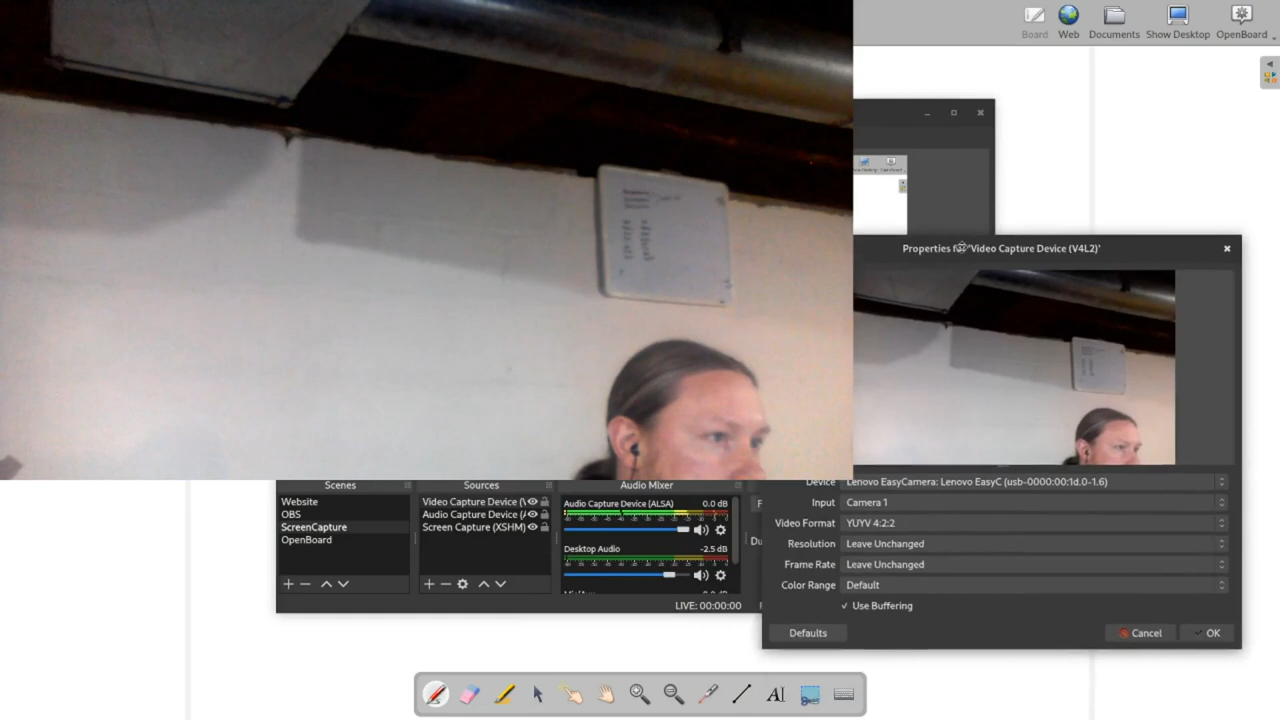 Board Web Documents Show Desktop OpenBoard
Properties for 'Video Capture Device (V4L2)'
Device Lenovo EasyCamera: Lenovo EasyC (usb-0000:00:1d.0-1.6)
Input Camera 1
Video Format YUYV 4:2:2
Resolution Leave Unchanged
Frame Rate Leave Unchanged
Color Range Default
✓ Use Buffering
Defaults Cancel OK
Scenes
Website
OBS
ScreenCapture
OpenBoard
Sources
Video Capture Device (\
Audio Capture Device (/
Screen Capture (XSHM)
Audio Mixer
Audio Capture Device (ALSA) 0.0 dB
Desktop Audio -2.5 dB
LIVE: 00:00:00
F
Du
AI